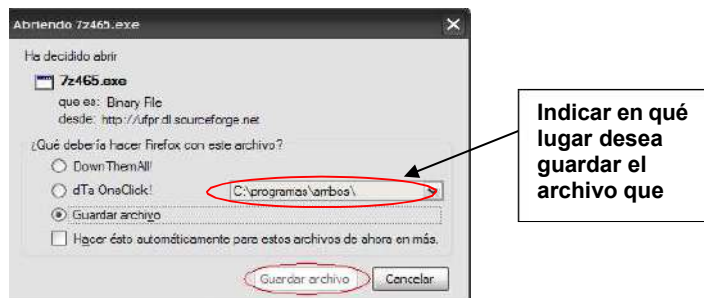 Abriendo 7z465.exe
Ha decidido abrir
7z465.exe
que es: Binary File
desde: http://ufpr.dl.sourceforge.net
¿Qué debería hacer Firefox con este archivo?
DownThemAll!
dTa OneClick! C:\programas\arrbos\
Guardar archivo
Hacer ésto automáticamente para estos archivos de ahora en más.
Guardar archivo Cancelar
Indicar en qué
lugar desea
guardar el
archivo que